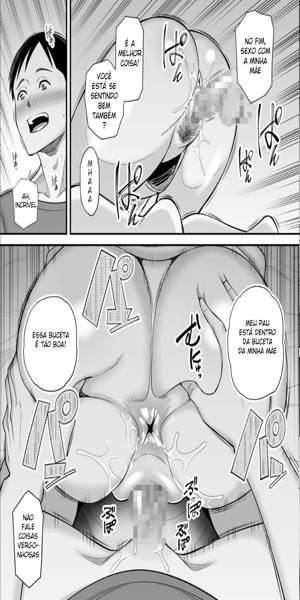 NO FIM,
SEXO COM
A MINHA
MÃE
É A
MELHOR
COISA!
VOCÊ
ESTÁ SE
SENTINDO
BEM
TAMBÉM
?
MHAAA
AH,
INCRÍVEL
MEU PAU
ESTÁ DENTRO
DA BUCETA
DA MINHA MÃE
ESSA BUCETA
É TÃO BOA!
NÃO
FALE
COISAS
VERGO-
NHOSAS